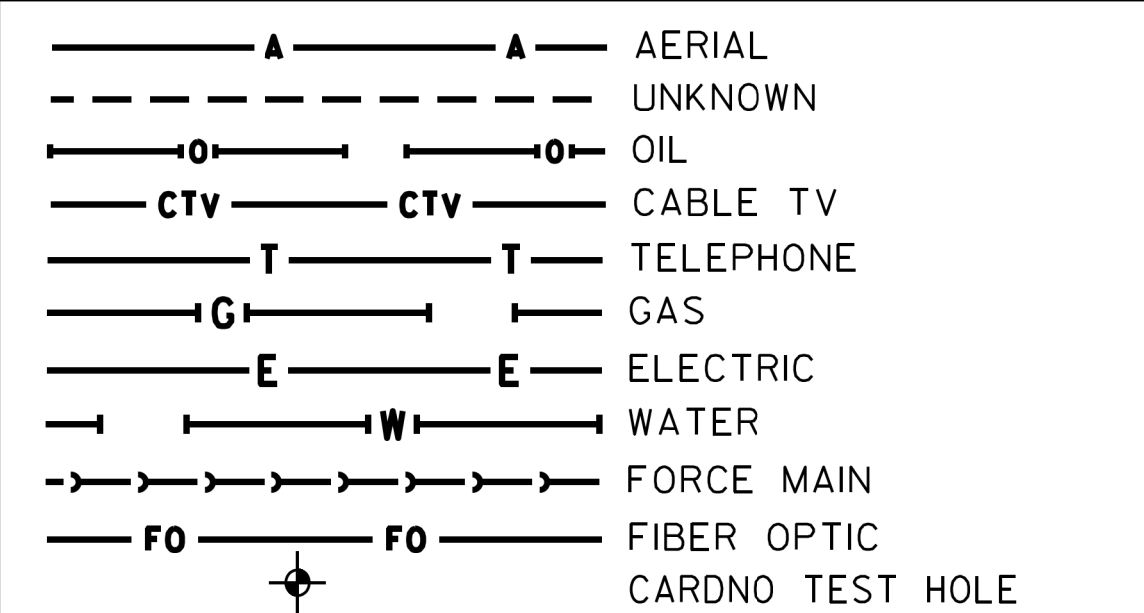 A A AERIAL
UNKNOWN
O O OIL
CTV CTV CABLE TV
T T TELEPHONE
G GAS
E E ELECTRIC
W WATER
FORCE MAIN
FO FO FIBER OPTIC
CARDNO TEST HOLE